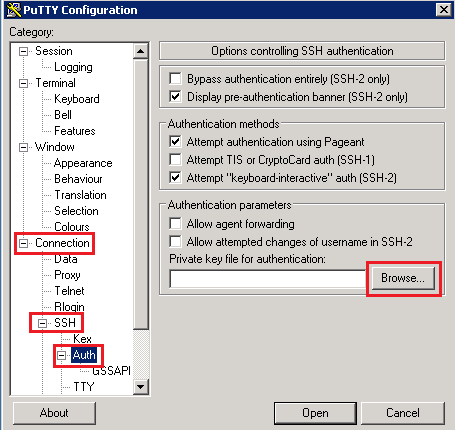 PuTTY Configuration
Category:
Session
Logging
Terminal
Keyboard
Bell
Features
Window
Appearance
Behaviour
Translation
Selection
Colours
Connection
Data
Proxy
Telnet
Rlogin
SSH
Kex
Auth
GSSAPI
TTY
Options controlling SSH authentication
Bypass authentication entirely (SSH-2 only)
Display pre-authentication banner (SSH-2 only)
Authentication methods
Attempt authentication using Pageant
Attempt TIS or CryptoCard auth (SSH-1)
Attempt "keyboard-interactive" auth (SSH-2)
Authentication parameters
Allow agent forwarding
Allow attempted changes of username in SSH-2
Private key file for authentication:
Browse...
About
Open
Cancel